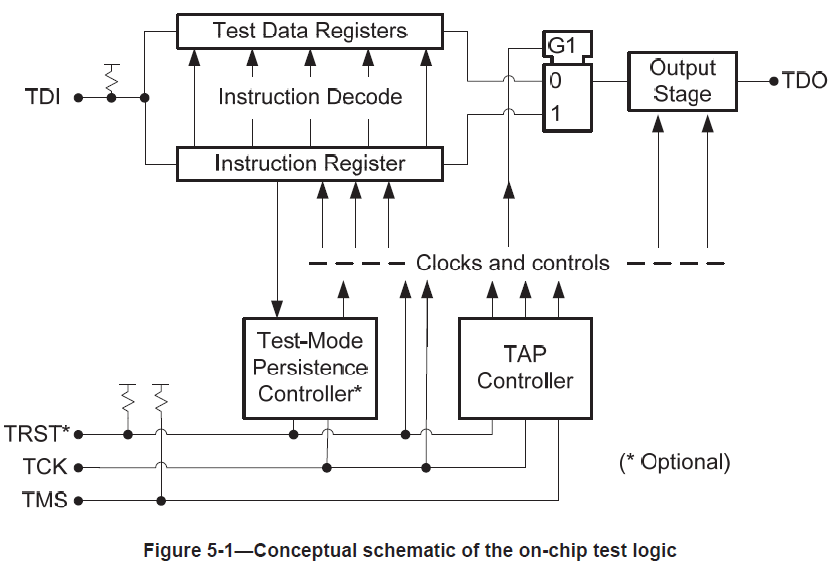 Test Data Registers
G1
TDI
Instruction Decode
0
Output
Stage
TDO
1
Instruction Register
Clocks and controls
Test-Mode
Persistence
Controller*
TAP
Controller
TRST*
TCK
(* Optional)
TMS
Figure 5-1—Conceptual schematic of the on-chip test logic